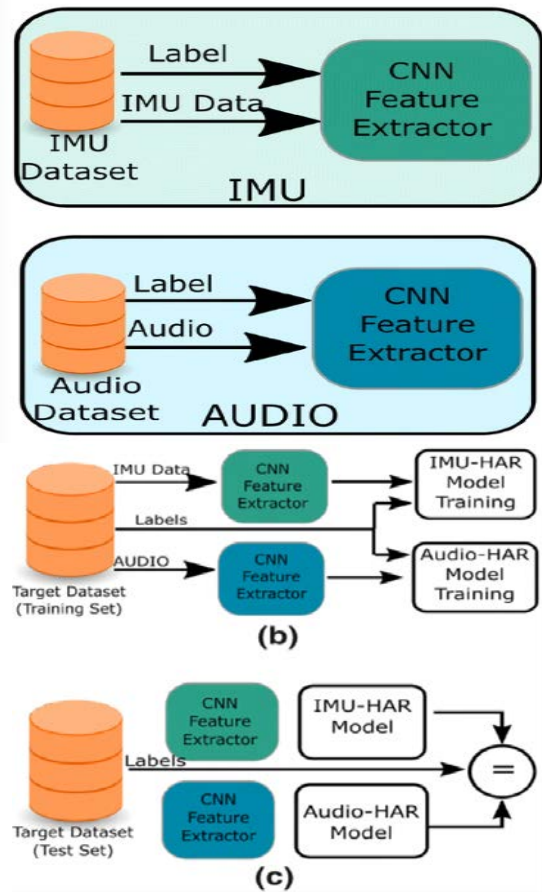 Label
IMU Data
IMU
Dataset
CNN
Feature
Extractor
IMU
Label
Audio
Audio
Dataset
CNN
Feature
Extractor
AUDIO
IMU Data
Labels
AUDIO
Target Dataset
(Training Set)
CNN
Feature
Extractor
CNN
Feature
Extractor
IMU-HAR
Model
Training
Audio-HAR
Model
Training
(b)
Target Dataset
(Test Set)
Labels
CNN
Feature
Extractor
CNN
Feature
Extractor
IMU-HAR
Model
Audio-HAR
Model
=
(c)